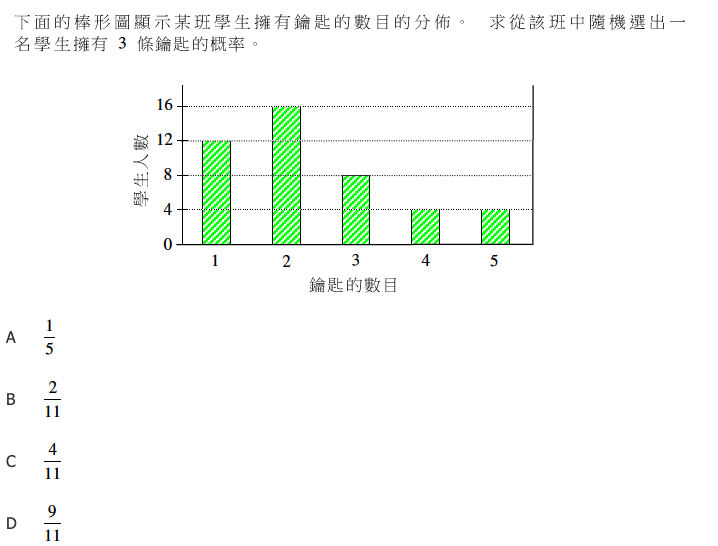 下面的棒形圖顯示某班學生擁有鑰匙的數目的分佈。 求從該班中隨機選出一
名學生擁有 3 條鑰匙的概率。
學生人數
16
12
8
4
0
1 2 3 4 5
鑰匙的數目
A 1/5
B 2/11
C 4/11
D 9/11